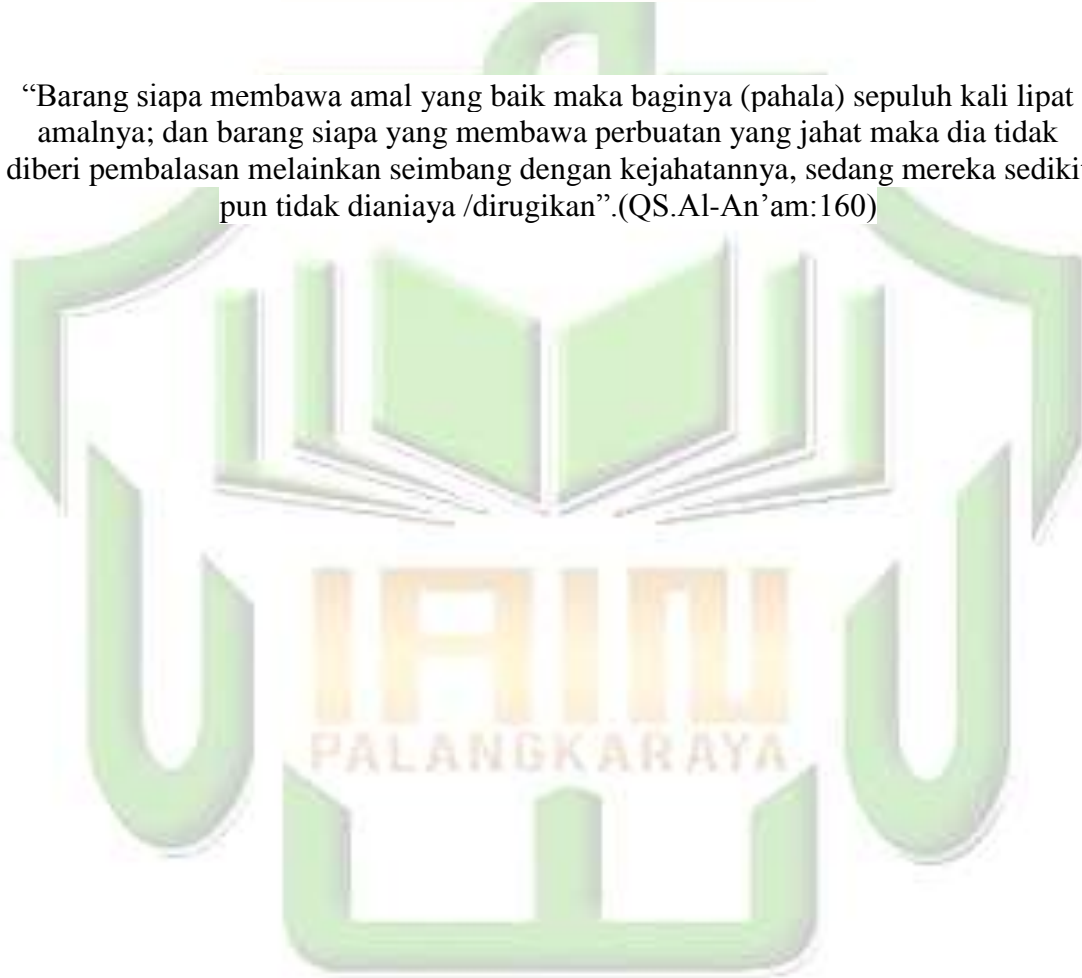 “Barang siapa membawa amal yang baik maka baginya (pahala) sepuluh kali lipat
amalnya; dan barang siapa yang membawa perbuatan yang jahat maka dia tidak
diberi pembalasan melainkan seimbang dengan kejahatannya, sedang mereka sedikit
pun tidak dianiaya /dirugikan”.(QS.Al-An’am:160)
IAIN
PALANGKARAYA